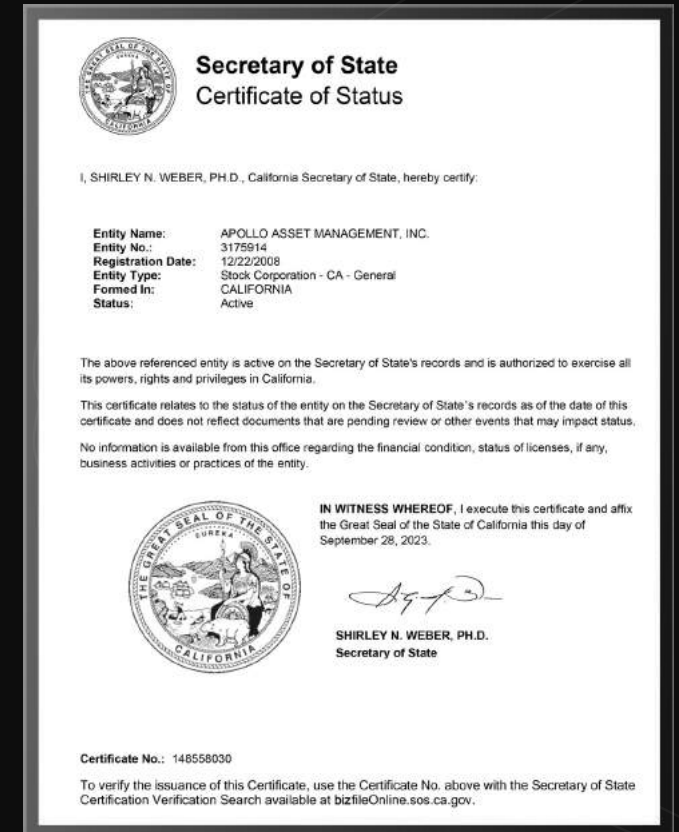 Secretary of State
Certificate of Status
I, SHIRLEY N. WEBER, PH.D., California Secretary of State, hereby certify:
Entity Name: APOLLO ASSET MANAGEMENT, INC.
Entity No.: 3175914
Registration Date: 12/22/2008
Entity Type: Stock Corporation - CA - General
Formed In: CALIFORNIA
Status: Active
The above referenced entity is active on the Secretary of State's records and is authorized to exercise all
its powers, rights and privileges in California.
This certificate relates to the status of the entity on the Secretary of State's records as of the date of this
certificate and does not reflect documents that are pending review or other events that may impact status.
No information is available from this office regarding the financial condition, status of licenses, if any,
business activities or practices of the entity.
THE GREAT SEAL OF THE STATE OF
EUREKA
CALIFORNIA
IN WITNESS WHEREOF, I execute this certificate and affix
the Great Seal of the State of California this day of
September 28, 2023.
SHIRLEY N. WEBER, PH.D.
Secretary of State
Certificate No.: 148558030
To verify the issuance of this Certificate, use the Certificate No. above with the Secretary of State
Certification Verification Search available at bizfileOnline.sos.ca.gov.